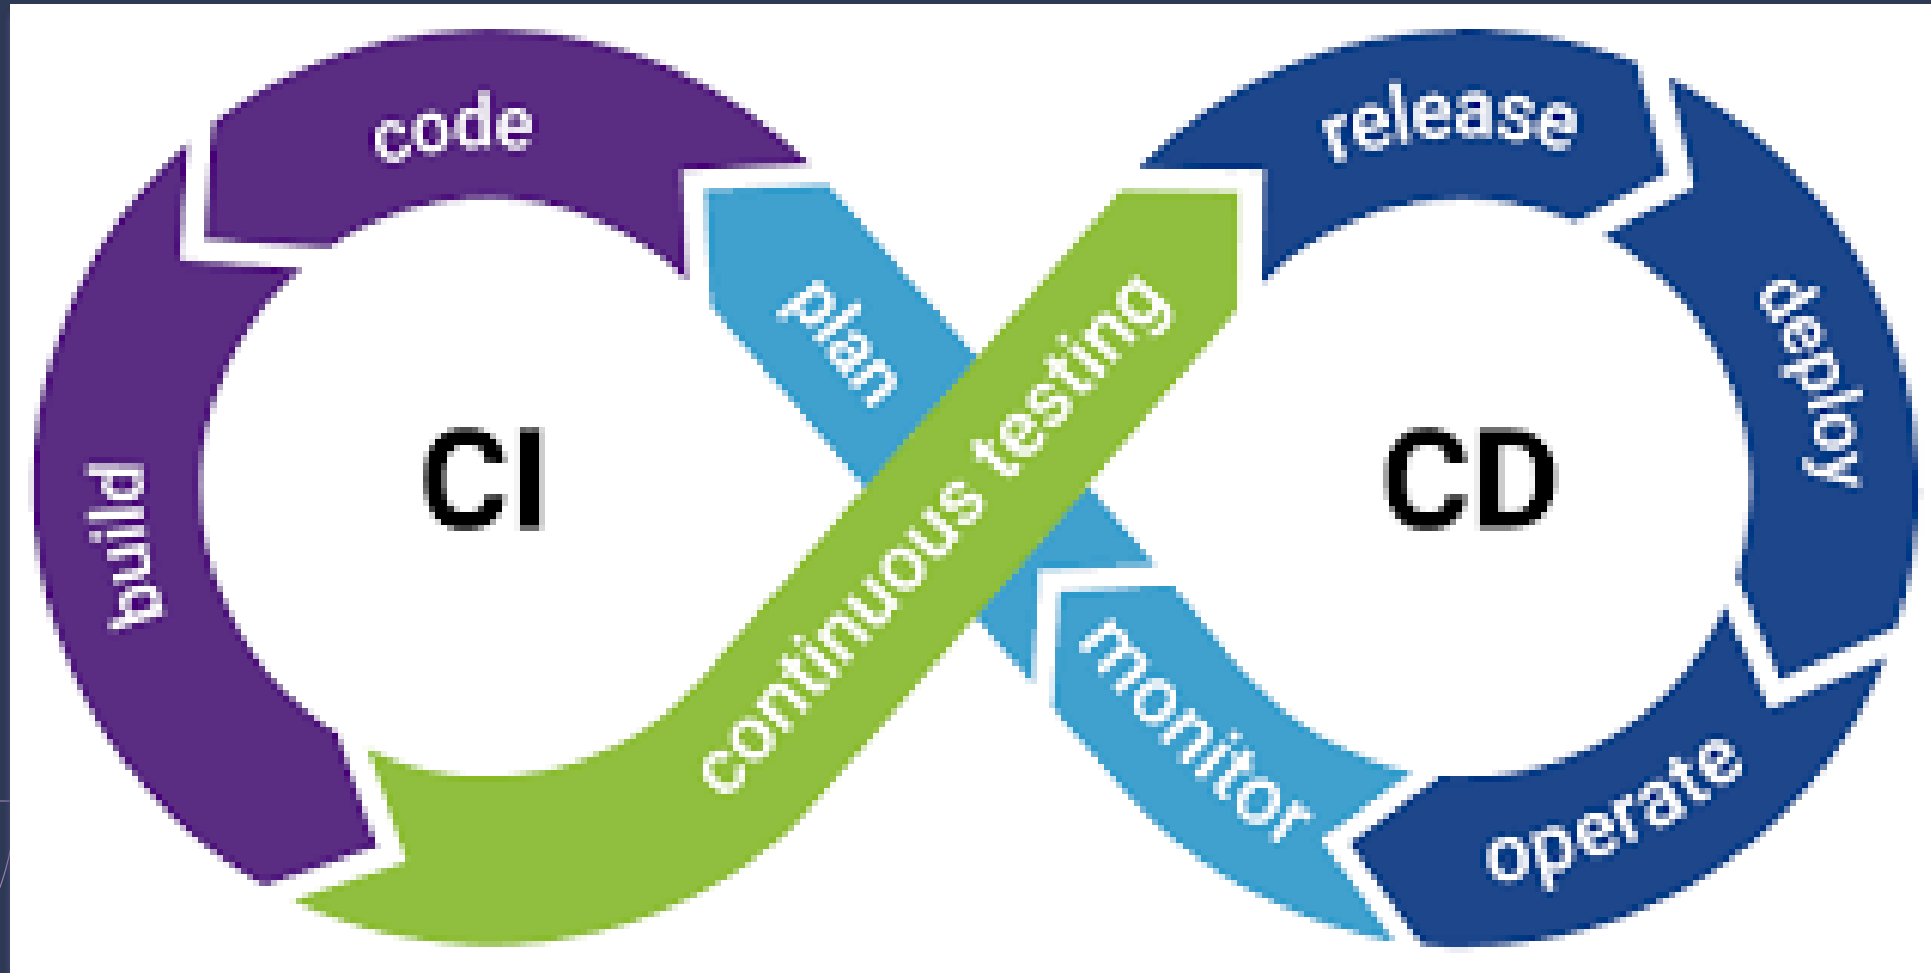 code
release
plan
deploy
CI
CD
build
continuous testing
monitor
operate